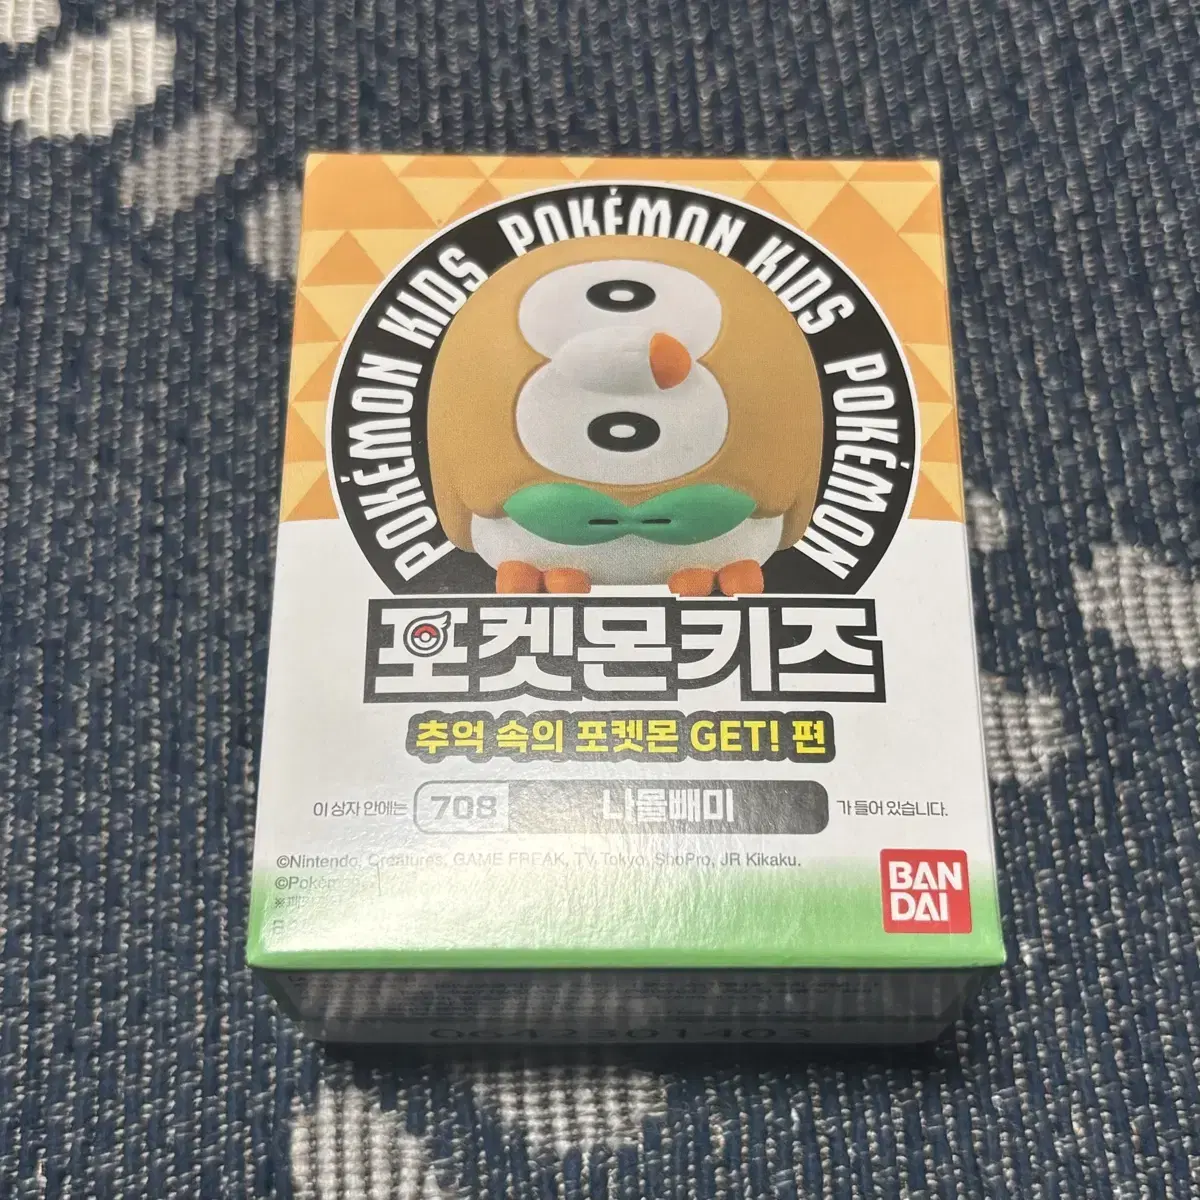 POKÉMON KIDS POKÉMON KIDS POKÉMON
포켓몬키즈
추억 속의 포켓몬 GET! 편
이 상자 안에는 708 나몰빼미 가 들어 있습니다.
©Nintendo, Creatures, GAME FREAK, TV Tokyo, ShoPro, JR Kikaku.
©Pokémon
BAN
DAI
0642301403